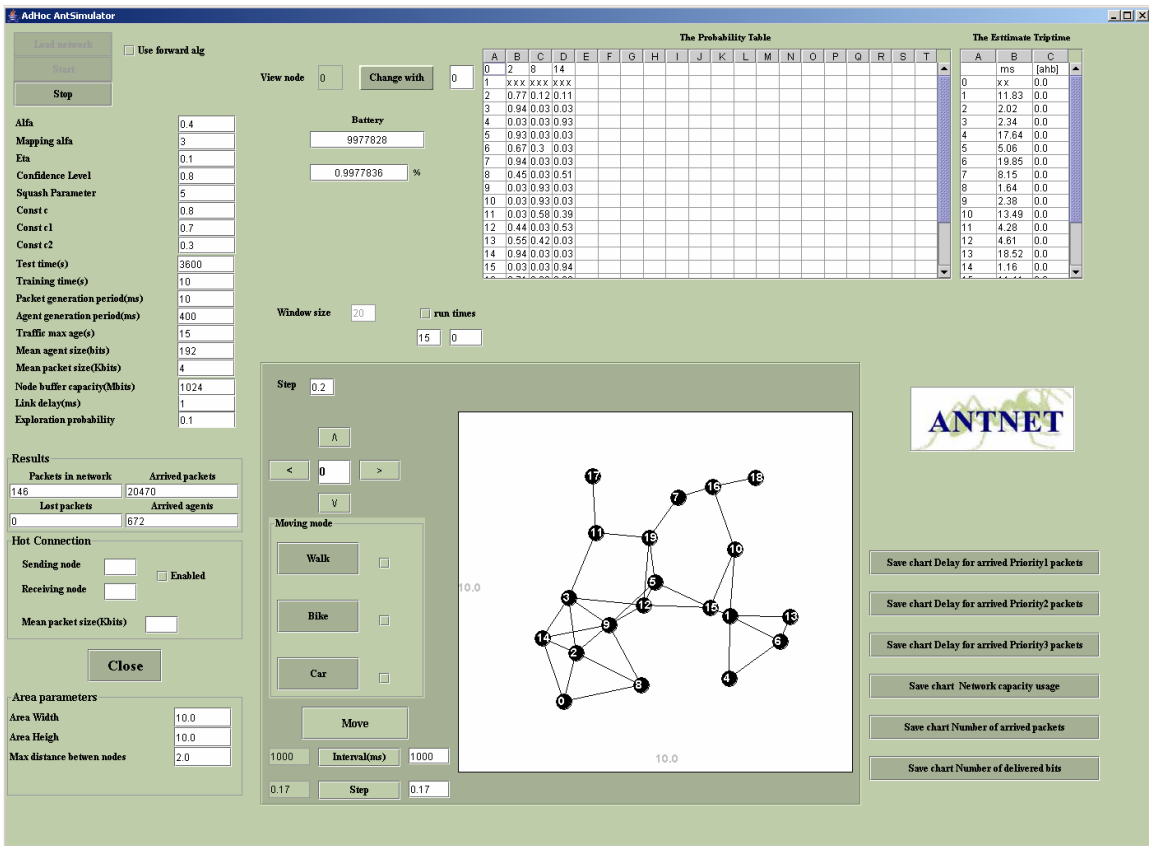 AdHoc AntSimulator
Load network
Use forward alg
Start
Stop
View node 0 Change with 0
Battery
9977828
0.9977836 %
Alfa 0.4
Mapping alfa 3
Eta 0.1
Confidence Level 0.8
Squash Parameter 5
Const c 0.8
Const c1 0.7
Const c2 0.3
Test time(s) 3600
Training time(s) 10
Packet generation period(ms) 10
Agent generation period(ms) 400
Traffic max age(s) 15
Mean agent size(bits) 192
Mean packet size(Kbits) 4
Node buffer capacity(Mbits) 1024
Link delay(ms) 1
Exploration probability 0.1
The Probability Table
A B C D E F G H I J K L M N O P Q R S T
0 2 8 14
1 xxx xxx xxx
2 0.77 0.12 0.11
3 0.94 0.03 0.03
4 0.03 0.03 0.93
5 0.93 0.03 0.03
6 0.67 0.3 0.03
7 0.94 0.03 0.03
8 0.45 0.03 0.51
9 0.03 0.93 0.03
10 0.03 0.93 0.03
11 0.03 0.58 0.39
12 0.44 0.03 0.53
13 0.55 0.42 0.03
14 0.94 0.03 0.03
15 0.03 0.03 0.94
The Esttimate Triptime
A B C
ms [ahb]
0 xx 0.0
1 11.83 0.0
2 2.02 0.0
3 2.34 0.0
4 17.64 0.0
5 5.06 0.0
6 19.85 0.0
7 8.15 0.0
8 1.64 0.0
9 2.38 0.0
10 13.49 0.0
11 4.28 0.0
12 4.61 0.0
13 18.52 0.0
14 1.16 0.0
Window size 20
run times
15 0
Results
Packets in network Arrived packets
146 20470
Lost packets Arrived agents
0 672
Hot Connection
Sending node
Enabled
Receiving node
Mean packet size(Kbits)
Close
Area parameters
Area Width 10.0
Area Heigh 10.0
Max distance betwen nodes 2.0
Step 0.2
/\
< 0 >
\/
Moving mode
Walk
Bike
Car
Move
1000 Interval(ms) 1000
0.17 Step 0.17
17
18
16
7
11
19
10
5
10.0
3
12
15
1
13
9
14
6
2
4
8
0
10.0
ANTNET
Save chart Delay for arrived Priority1 packets
Save chart Delay for arrived Priority2 packets
Save chart Delay for arrived Priority3 packets
Save chart Network capacity usage
Save chart Number of arrived packets
Save chart Number of delivered bits